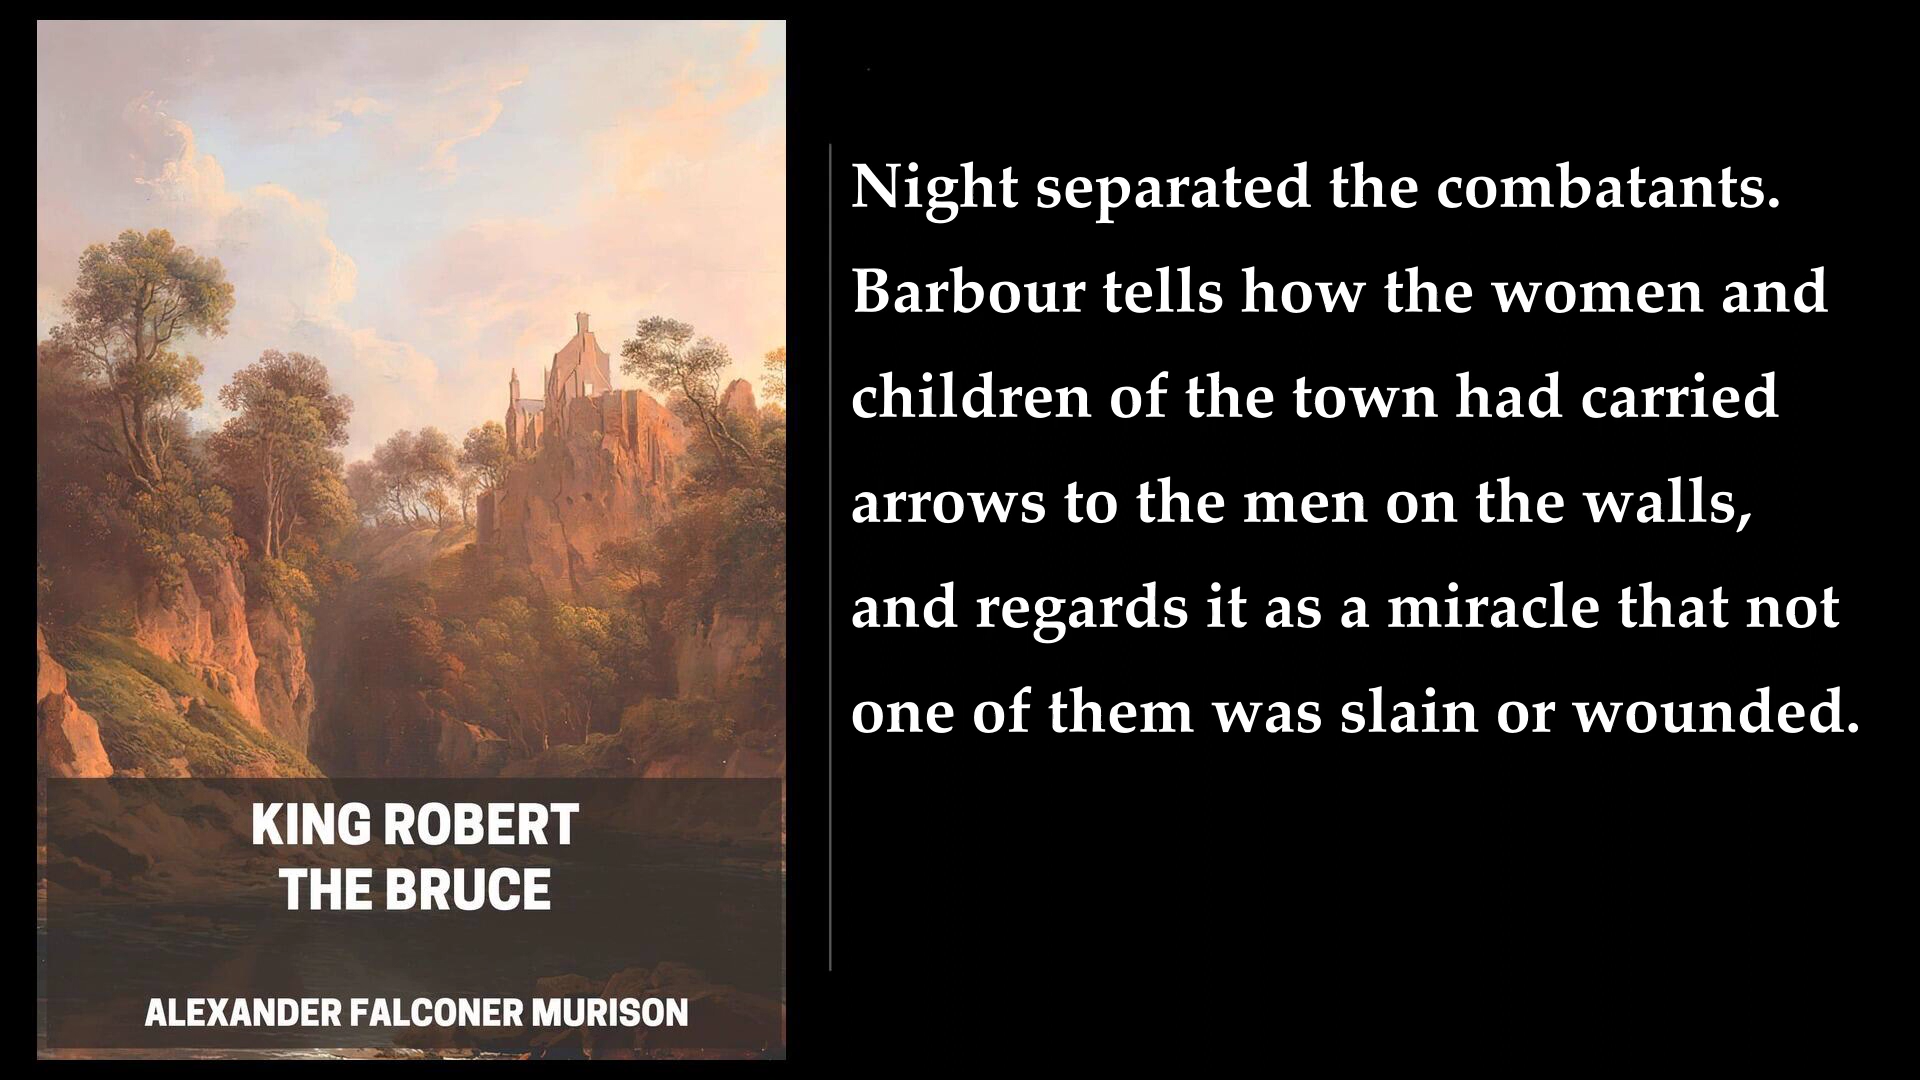 Night separated the combatants.
Barbour tells how the women and
children of the town had carried
arrows to the men on the walls,
and regards it as a miracle that not
one of them was slain or wounded.
KING ROBERT
THE BRUCE
ALEXANDER FALCONER MURISON